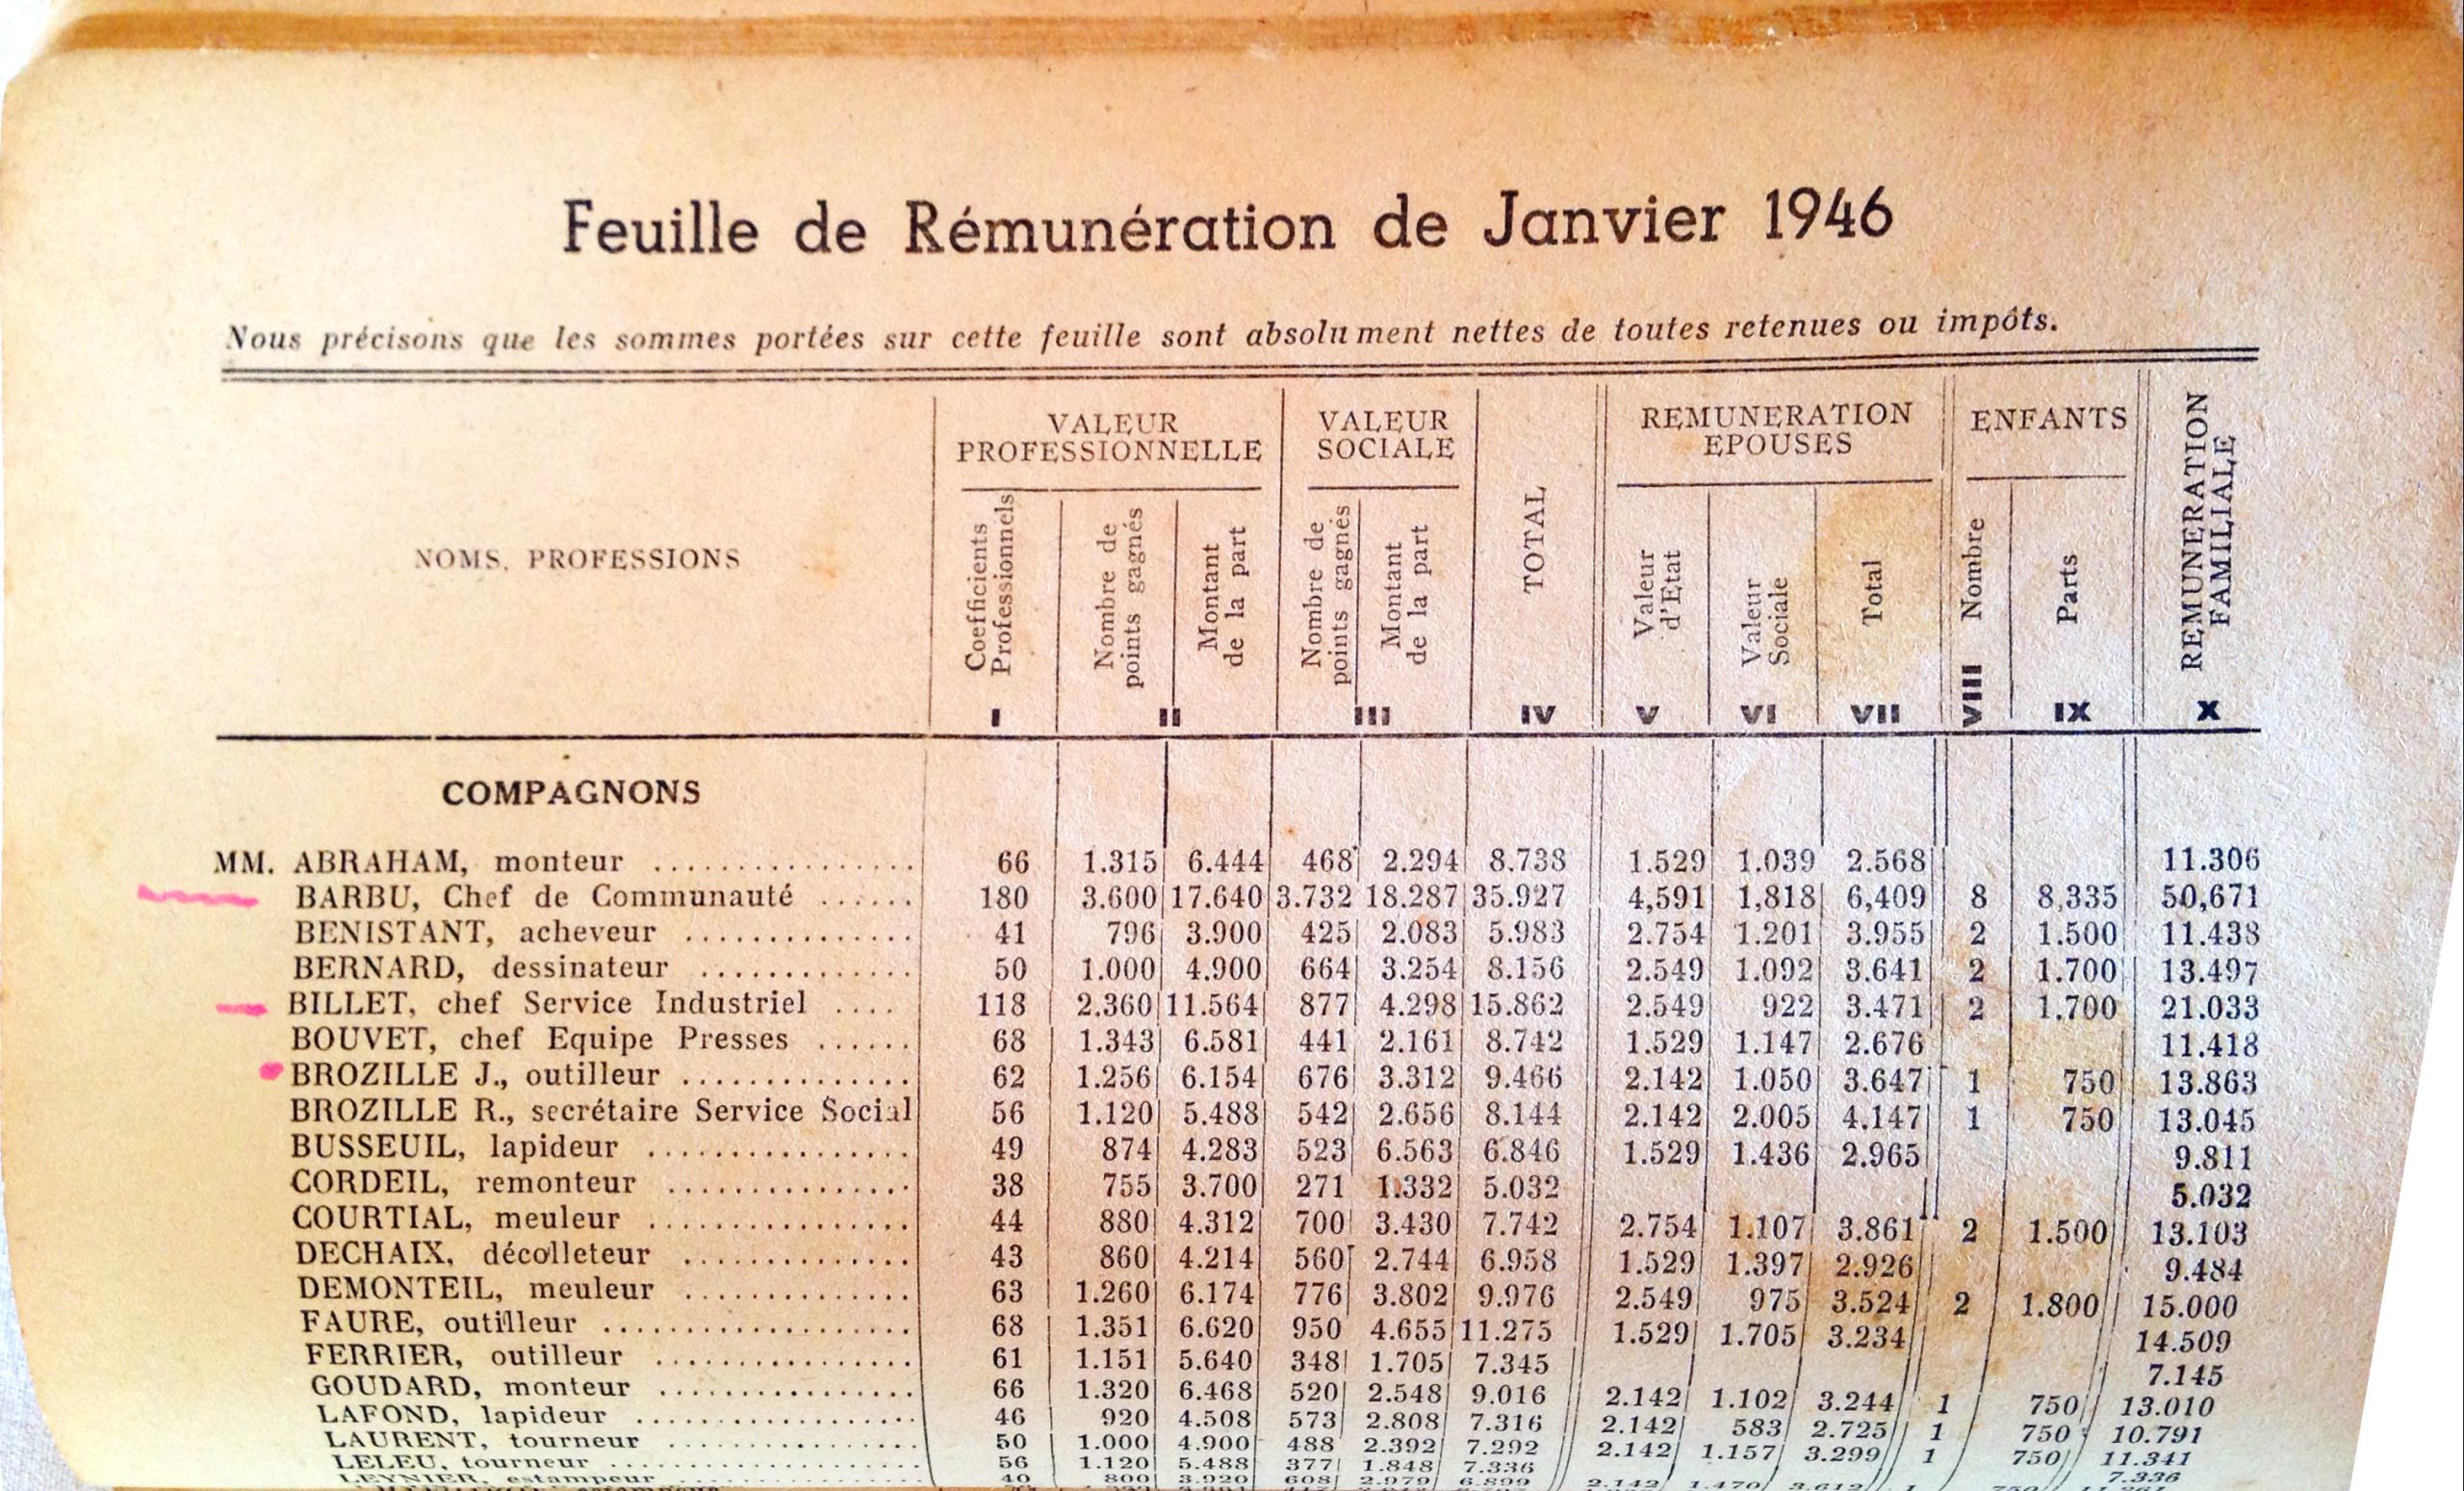 Feuille de Rémunération de Janvier 1946
Nous précisons que les sommes portées sur cette feuille sont absolument nettes de toutes retenues ou impôts.
NOMS, PROFESSIONS
VALEUR PROFESSIONNELLE
VALEUR SOCIALE
TOTAL
REMUNERATION EPOUSES
ENFANTS
REMUNERATION FAMILIALE
Coefficients Professionnels
Nombre de points gagnés
Montant de la part
Nombre de points gagnés
Montant de la part
Valeur d'Etat
Valeur Sociale
Total
Nombre
Parts
I II III IV V VI VII VIII IX X
COMPAGNONS
MM. ABRAHAM, monteur ................ 66 1.315 6.444 468 2.294 8.738 1.529 1.039 2.568 11.306
BARBU, Chef de Communauté ...... 180 3.600 17.640 3.732 18.287 35.927 4,591 1,818 6,409 8 8,335 50,671
BENISTANT, acheveur .............. 41 796 3.900 425 2.083 5.983 2.754 1.201 3.955 2 1.500 11.438
BERNARD, dessinateur ............. 50 1.000 4.900 664 3.254 8.156 2.549 1.092 3.641 2 1.700 13.497
BILLET, chef Service Industriel .... 118 2.360 11.564 877 4.298 15.862 2.549 922 3.471 2 1.700 21.033
BOUVET, chef Equipe Presses ...... 68 1.343 6.581 441 2.161 8.742 1.529 1.147 2.676 11.418
BROZILLE J., outilleur .............. 62 1.256 6.154 676 3.312 9.466 2.142 1.050 3.647 1 750 13.863
BROZILLE R., secrétaire Service Social 56 1.120 5.488 542 2.656 8.144 2.142 2.005 4.147 1 750 13.045
BUSSEUIL, lapideur ................ 49 874 4.283 523 6.563 6.846 1.529 1.436 2.965 9.811
CORDEIL, remonteur ............... 38 755 3.700 271 1.332 5.032 5.032
COURTIAL, meuleur ................ 44 880 4.312 700 3.430 7.742 2.754 1.107 3.861 2 1.500 13.103
DECHAIX, décolleteur .............. 43 860 4.214 560 2.744 6.958 1.529 1.397 2.926 9.484
DEMONTEIL, meuleur .............. 63 1.260 6.174 776 3.802 9.976 2.549 975 3.524 2 1.800 15.000
FAURE, outilleur ................... 68 1.351 6.620 950 4.655 11.275 1.529 1.705 3.234 14.509
FERRIER, outilleur ................ 61 1.151 5.640 348 1.705 7.345 7.145
GOUDARD, monteur ................ 66 1.320 6.468 520 2.548 9.016 2.142 1.102 3.244 1 750 13.010
LAFOND, lapideur .................. 46 920 4.508 573 2.808 7.316 2.142 583 2.725 1 750 10.791
LAURENT, tourneur ................ 50 1.000 4.900 488 2.392 7.292 2.142 1.157 3.299 1 750 11.341
LELEU, tourneur ................... 56 1.120 5.488 377 1.848 7.336 7.336
LEYNIER, estampeur ............... 40 800 3.920 608 2.979 6.899 2.142 1.470 3.612 1 750